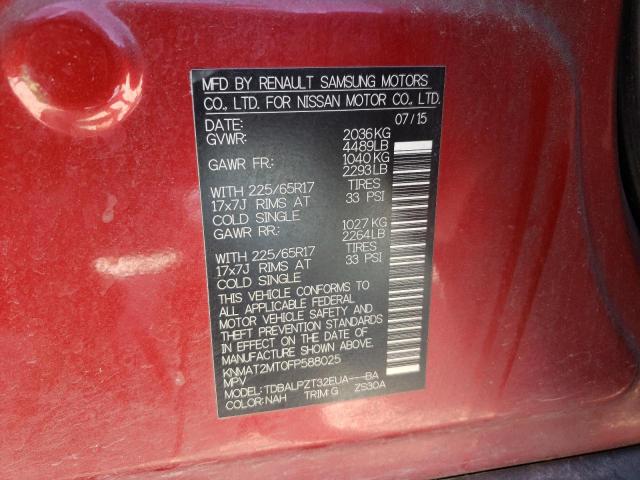 MFD BY RENAULT SAMSUNG MOTORS
CO., LTD. FOR NISSAN MOTOR CO., LTD.
DATE: 07/15
GVWR: 2036KG
4489LB
GAWR FR: 1040KG
2293LB
WITH 225/65R17 TIRES
17x7J RIMS AT 33 PSI
COLD SINGLE
GAWR RR: 1027 KG
2264LB
WITH 225/65R17 TIRES
17x7J RIMS AT 33 PSI
COLD SINGLE
THIS VEHICLE CONFORMS TO
ALL APPLICABLE FEDERAL
MOTOR VEHICLE SAFETY AND
THEFT PREVENTION STANDARDS
IN EFFECT ON THE DATE OF
MANUFACTURE SHOWN ABOVE.
KNMAT2MT0FP588025
MPV
MODEL: TDBALPZT32EUA---BA
COLOR:NAH TRIM:G ZS30A